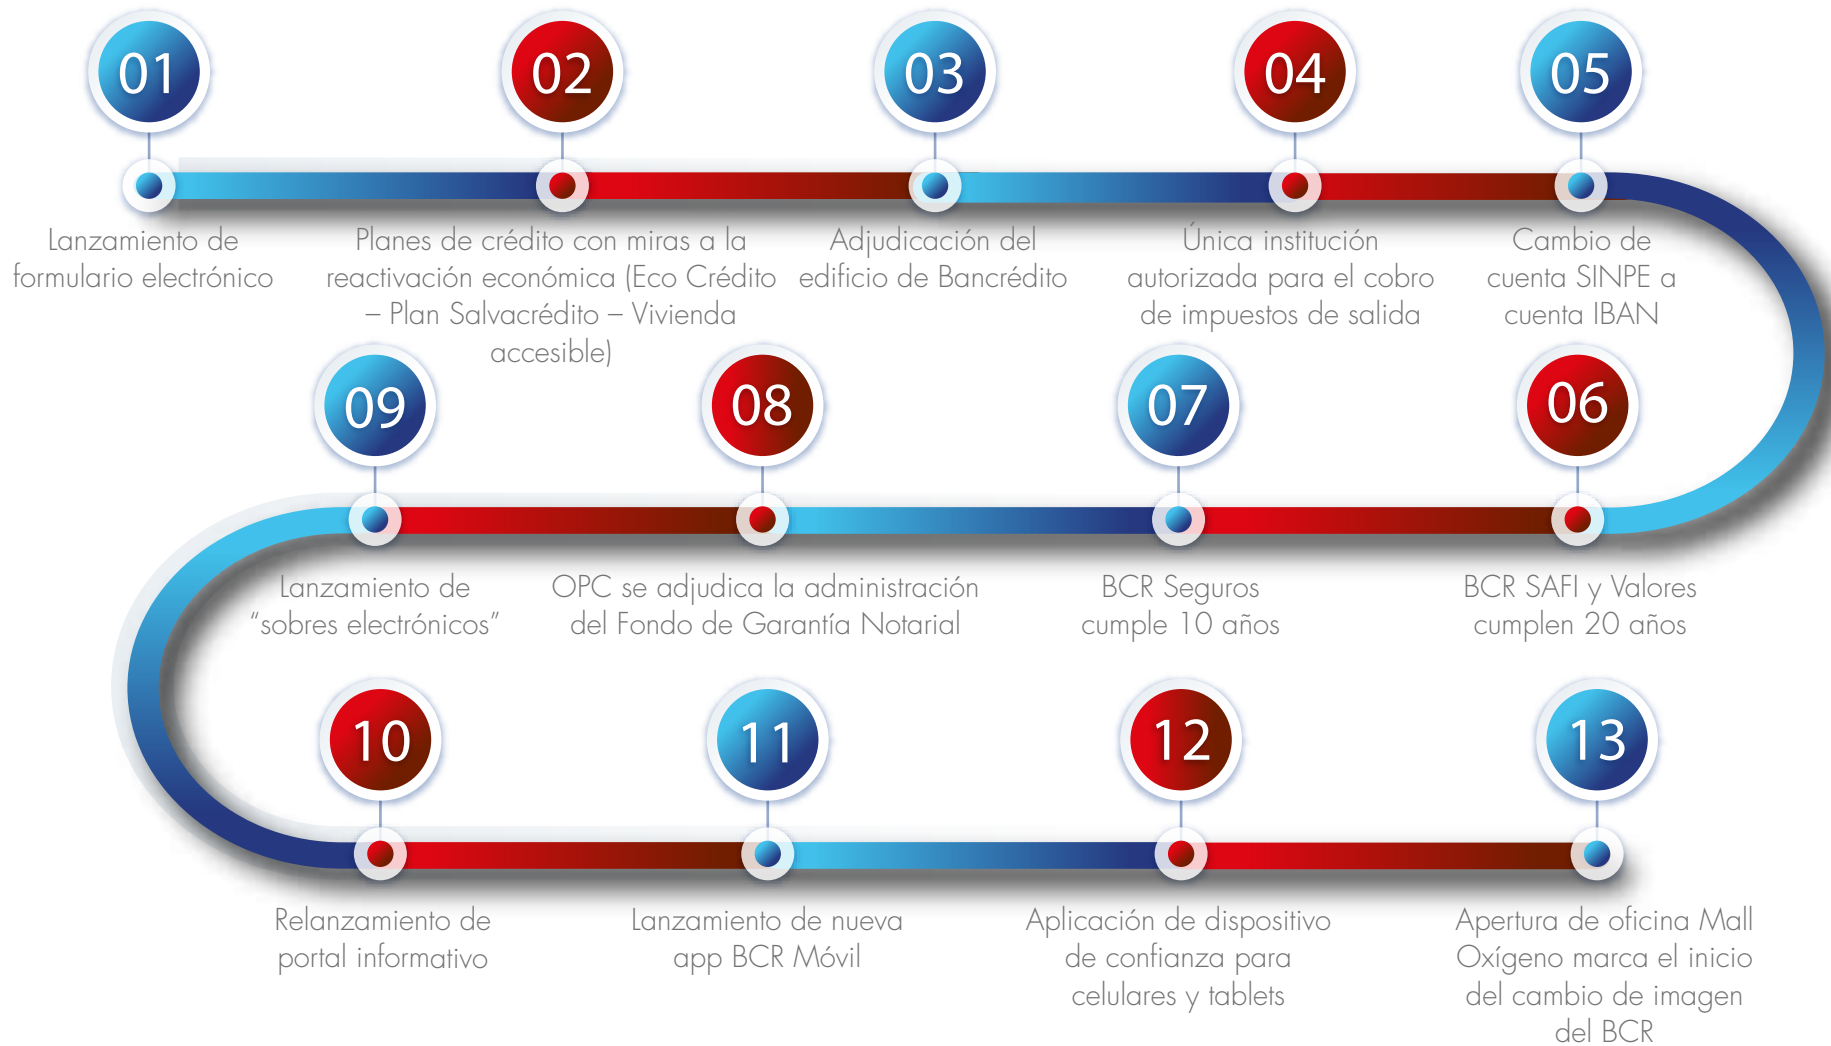 01
Lanzamiento de
formulario electrónico
02
Planes de crédito con miras a la
reactivación económica (Eco Crédito
– Plan Salvacrédito – Vivienda
accesible)
03
Adjudicación del
edificio de Bancrédito
04
Única institución
autorizada para el cobro
de impuestos de salida
05
Cambio de
cuenta SINPE a
cuenta IBAN
06
BCR SAFI y Valores
cumplen 20 años
07
BCR Seguros
cumple 10 años
08
OPC se adjudica la administración
del Fondo de Garantía Notarial
09
Lanzamiento de
“sobres electrónicos”
10
Relanzamiento de
portal informativo
11
Lanzamiento de nueva
app BCR Móvil
12
Aplicación de dispositivo
de confianza para
celulares y tablets
13
Apertura de oficina Mall
Oxígeno marca el inicio
del cambio de imagen
del BCR